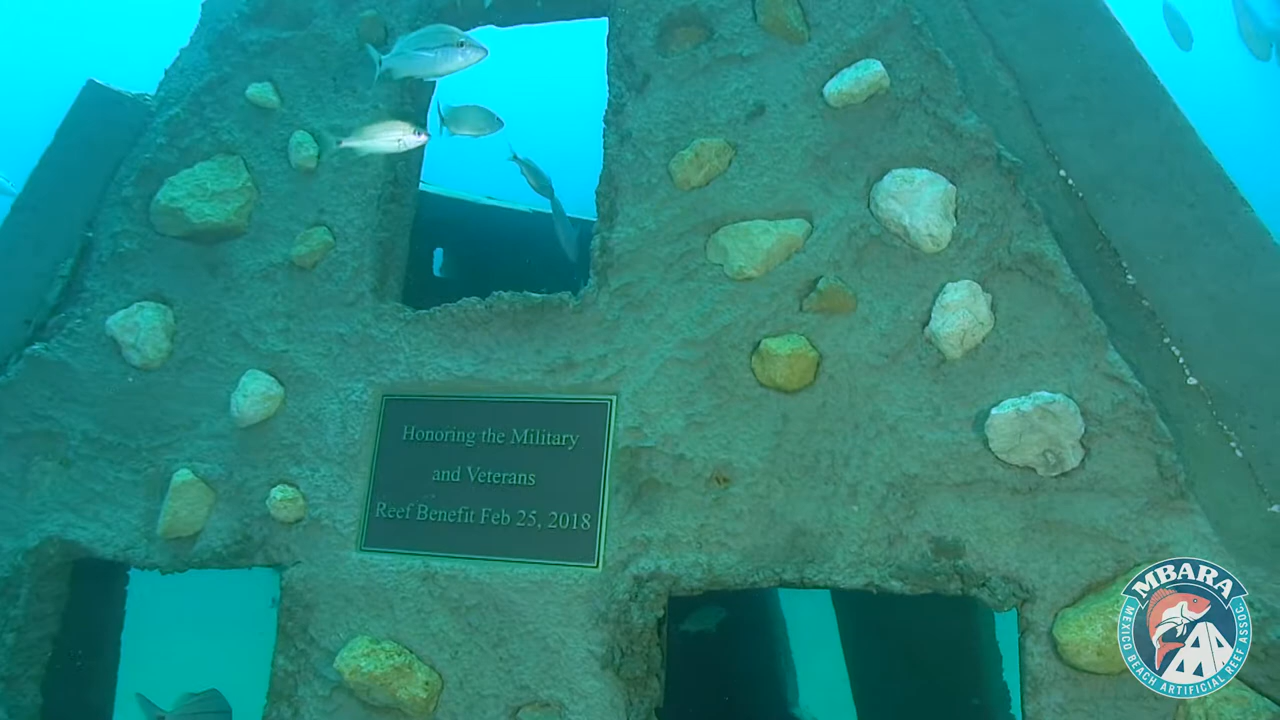 Honoring the Military
and Veterans
Reef Benefit Feb 25, 2018
MBARA
MEXICO BEACH ARTIFICIAL REEF ASSOC.